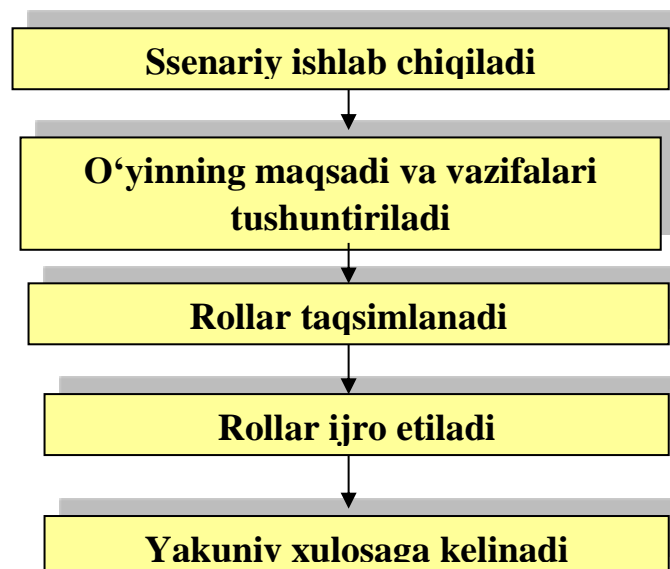 Ssenariy ishlab chiqiladi
O‘yinning maqsadi va vazifalari
tushuntiriladi
Rollar taqsimlanadi
Rollar ijro etiladi
Yakuniy xulosaga kelinadi